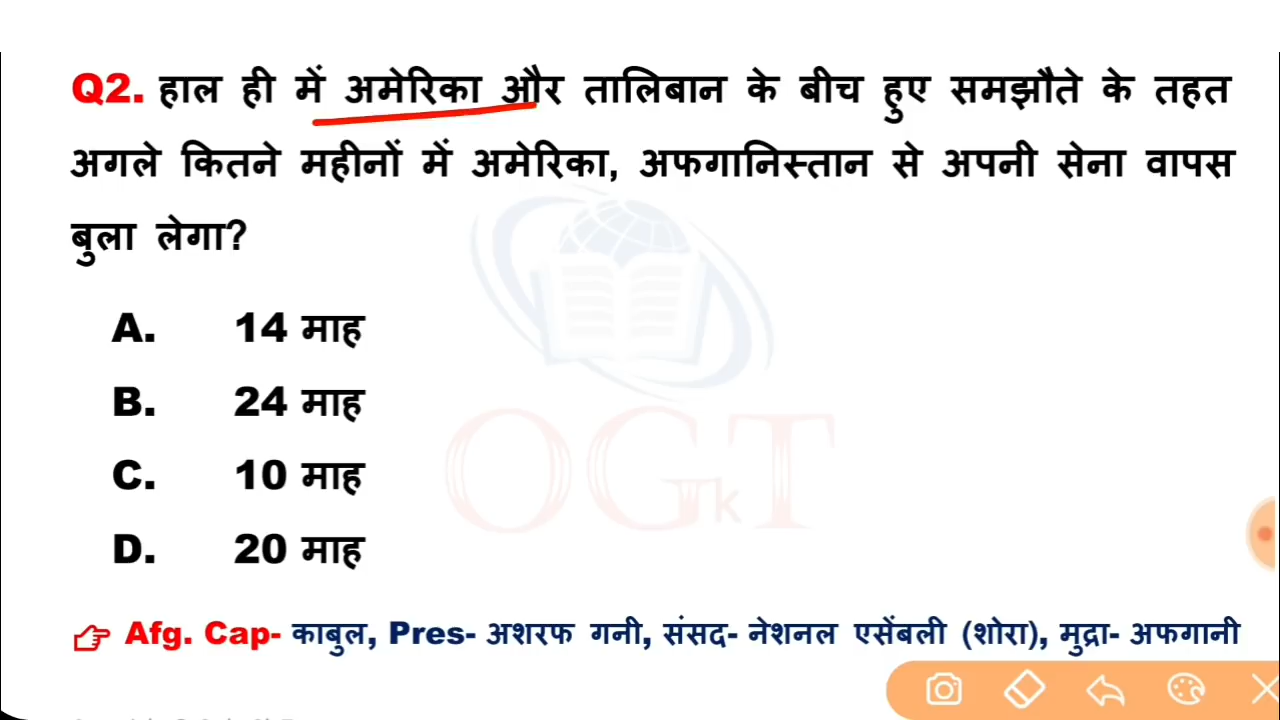 Q2. हाल ही में अमेरिका और तालिबान के बीच हुए समझौते के तहत
अगले कितने महीनों में अमेरिका, अफगानिस्तान से अपनी सेना वापस
बुला लेगा?
A. 14 माह
B. 24 माह
C. 10 माह
D. 20 माह
OGkT
Afg. Cap- काबुल, Pres- अशरफ गनी, संसद- नेशनल एसेंबली (शोरा), मुद्रा- अफगानी